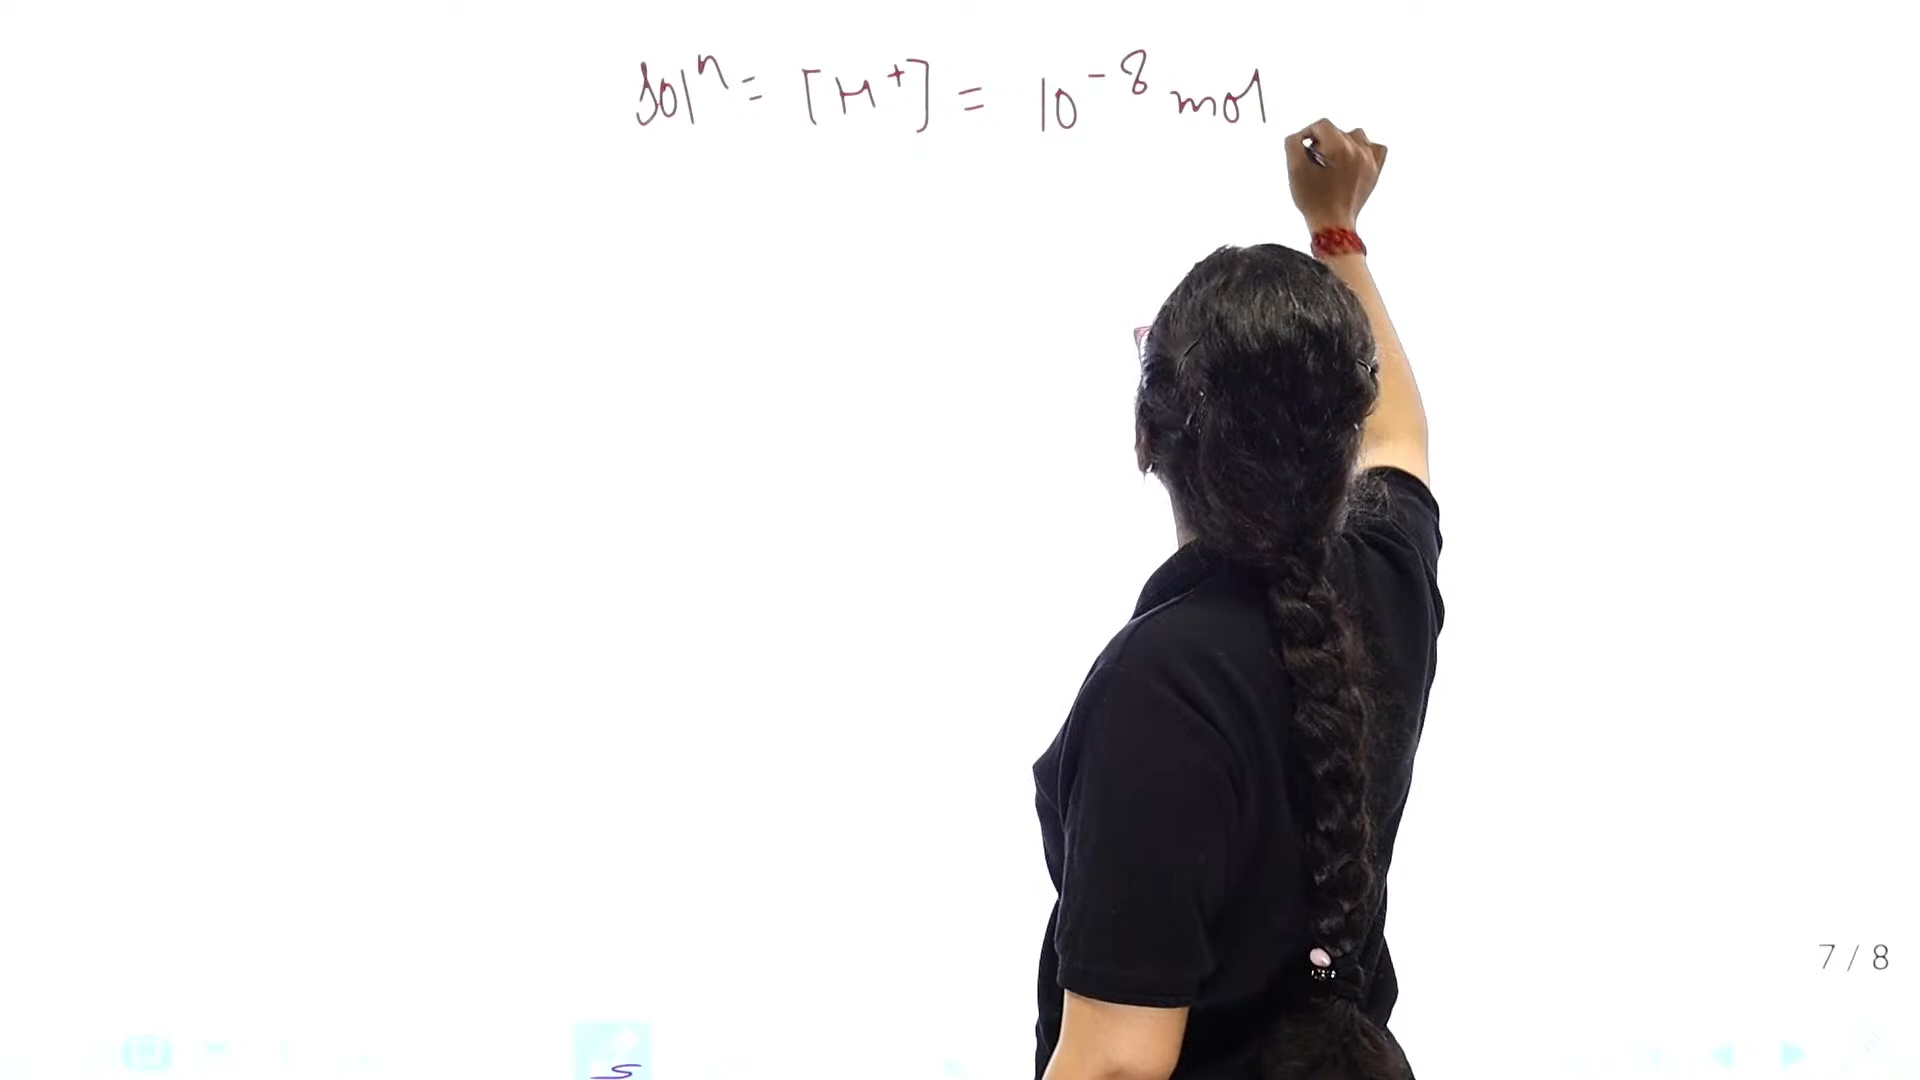 Solⁿ = [H⁺] = 10⁻⁸ mol
7 / 8
S